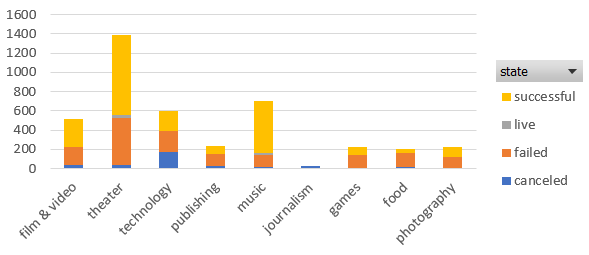 1600
1400
1200
1000
800
600
400
200
0
film & video
theater
technology
publishing
music
journalism
games
food
photography
state
successful
live
failed
canceled